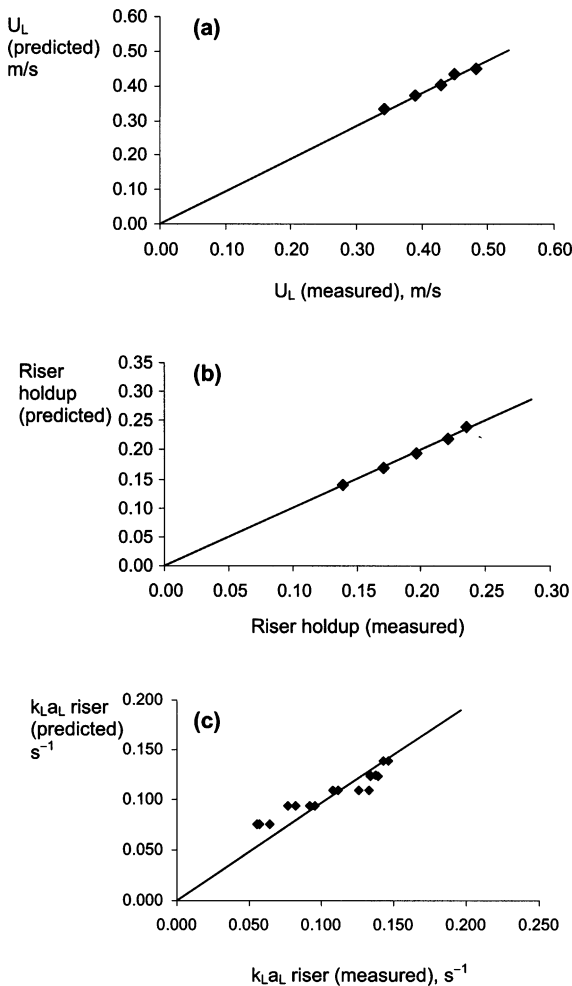 U_L
(predicted)
m/s
(a)
0.60
0.50
0.40
0.30
0.20
0.10
0.00
0.00 0.10 0.20 0.30 0.40 0.50 0.60
U_L (measured), m/s
Riser
holdup
(predicted)
(b)
0.35
0.30
0.25
0.20
0.15
0.10
0.05
0.00
0.00 0.05 0.10 0.15 0.20 0.25 0.30
Riser holdup (measured)
k_La_L riser
(predicted)
s⁻¹
(c)
0.200
0.150
0.100
0.050
0.000
0.000 0.050 0.100 0.150 0.200 0.250
k_La_L riser (measured), s⁻¹